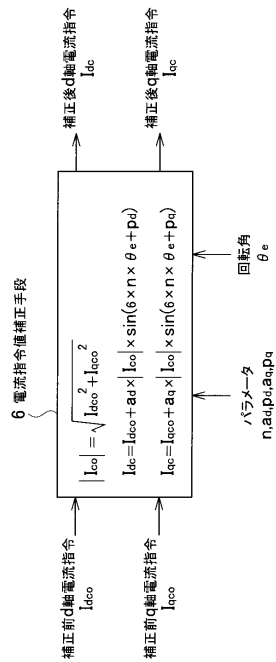 6 電流指令値補正手段
補正前d軸電流指令
Idco
補正前q軸電流指令
Iqco
|Ico| = √Idco² + Iqco²
Idc=Idco+ad×|Ico|×sin(6×n×θe+pd)
Iqc=Iqco+aq×|Ico|×sin(6×n×θe+pq)
補正後d軸電流指令
Idc
補正後q軸電流指令
Iqc
パラメータ
n,ad,pd,aq,pq
回転角
θe